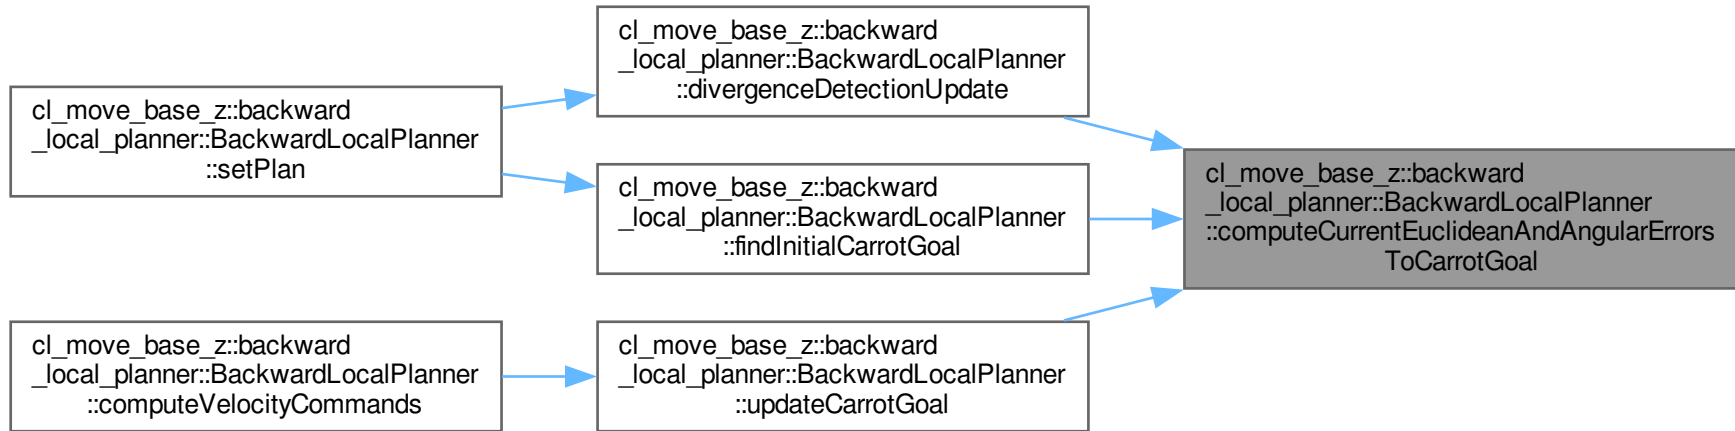 cl_move_base_z::backward
_local_planner::BackwardLocalPlanner
::setPlan
cl_move_base_z::backward
_local_planner::BackwardLocalPlanner
::computeVelocityCommands
cl_move_base_z::backward
_local_planner::BackwardLocalPlanner
::divergenceDetectionUpdate
cl_move_base_z::backward
_local_planner::BackwardLocalPlanner
::findInitialCarrotGoal
cl_move_base_z::backward
_local_planner::BackwardLocalPlanner
::updateCarrotGoal
cl_move_base_z::backward
_local_planner::BackwardLocalPlanner
::computeCurrentEuclideanAndAngularErrors
ToCarrotGoal